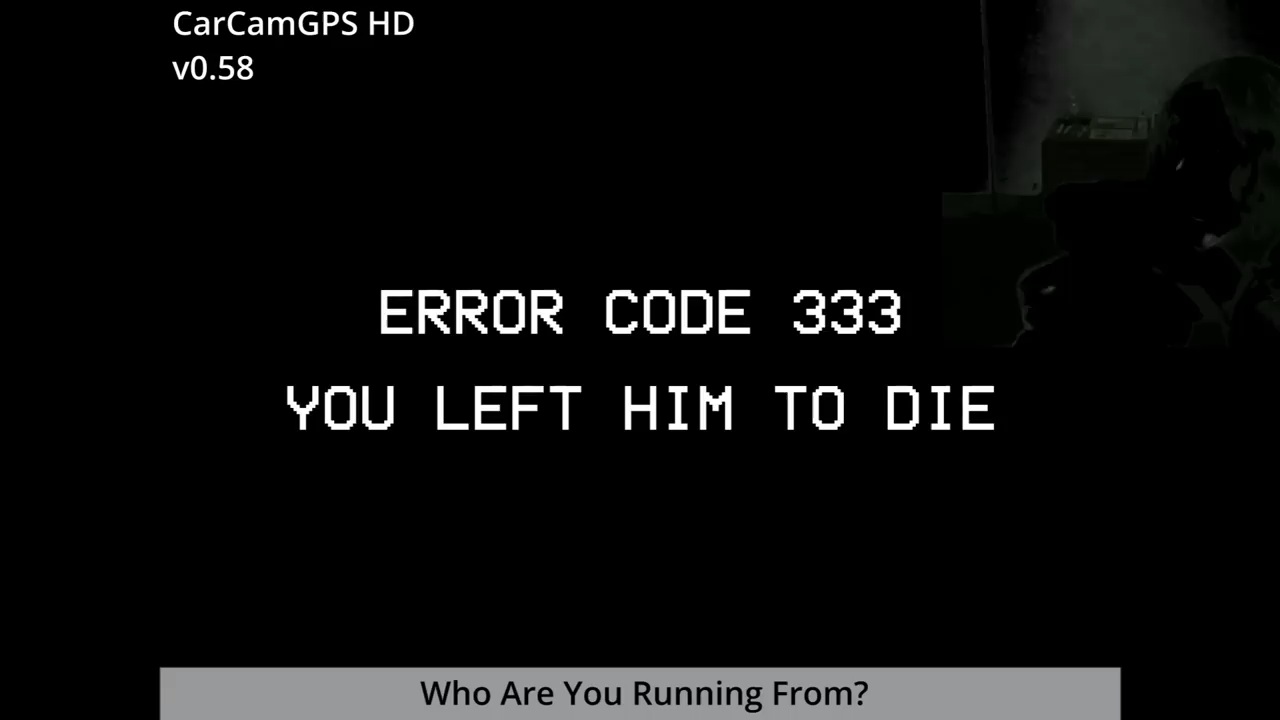 CarCamGPS HD
v0.58
ERROR CODE 333
YOU LEFT HIM TO DIE
Who Are You Running From?